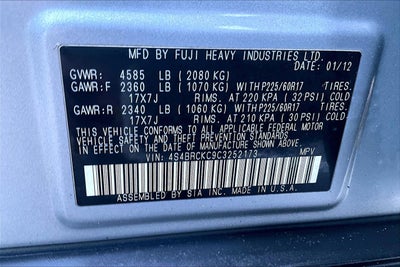 MFD BY FUJI HEAVY INDUSTRIES LTD.
DATE: 01/12
GVWR: 4585 LB (2080 KG)
GAWR:F 2360 LB (1070 KG) WITH P225/60R17 TIRES.
17X7J RIMS. AT 220 KPA (32 PSI) COLD
GAWR:R 2340 LB (1060 KG) WITH P225/60R17 TIRES.
17X7J RIMS. AT 210 KPA (30 PSI) COLD
THIS VEHICLE CONFORMS TO ALL APPLICABLE FEDERAL MOTOR
VEHICLE SAFETY AND BUMPER STANDARDS IN EFFECT ON THE
DATE OF MANUFACTURE SHOWN ABOVE.
VIN: 4S4BRCKC9C3252173 MPV
ASSEMBLED BY SIA INC. MADE IN U.S.A.